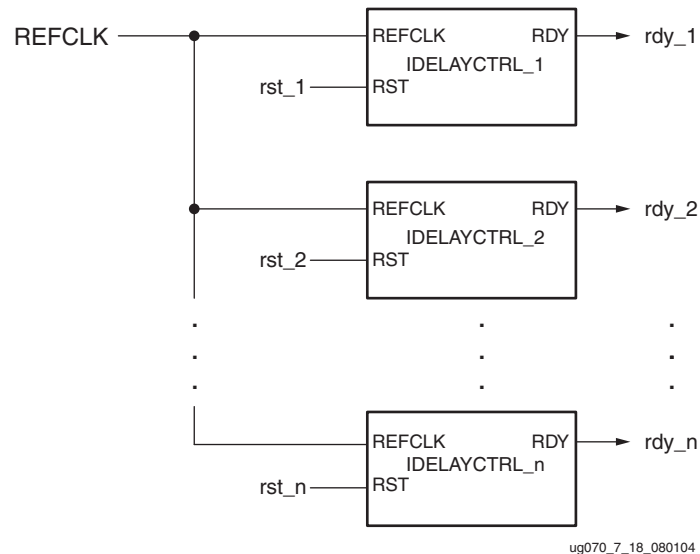 REFCLK
REFCLK RDY
rdy_1
IDELAYCTRL_1
rst_1
RST
REFCLK RDY
rdy_2
IDELAYCTRL_2
rst_2
RST
REFCLK RDY
rdy_n
IDELAYCTRL_n
rst_n
RST
ug070_7_18_080104